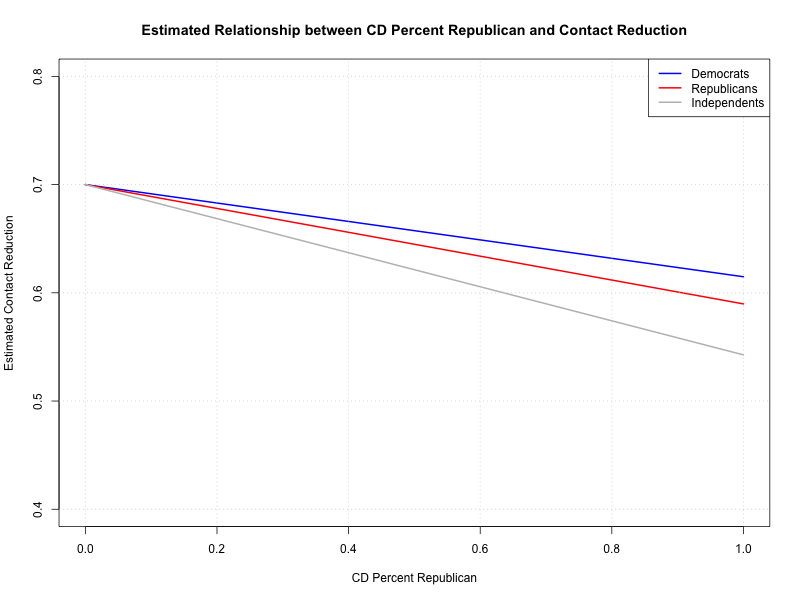 Estimated Relationship between CD Percent Republican and Contact Reduction
Democrats
Republicans
Independents
Estimated Contact Reduction
0.8
0.7
0.6
0.5
0.4
0.0 0.2 0.4 0.6 0.8 1.0
CD Percent Republican